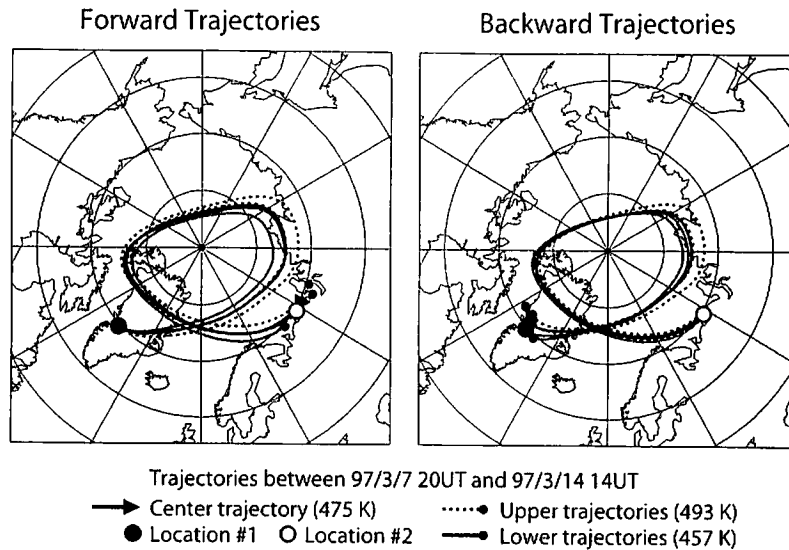 Forward Trajectories
Backward Trajectories
Trajectories between 97/3/7 20UT and 97/3/14 14UT
Center trajectory (475 K)
Upper trajectories (493 K)
Location #1
Location #2
Lower trajectories (457 K)